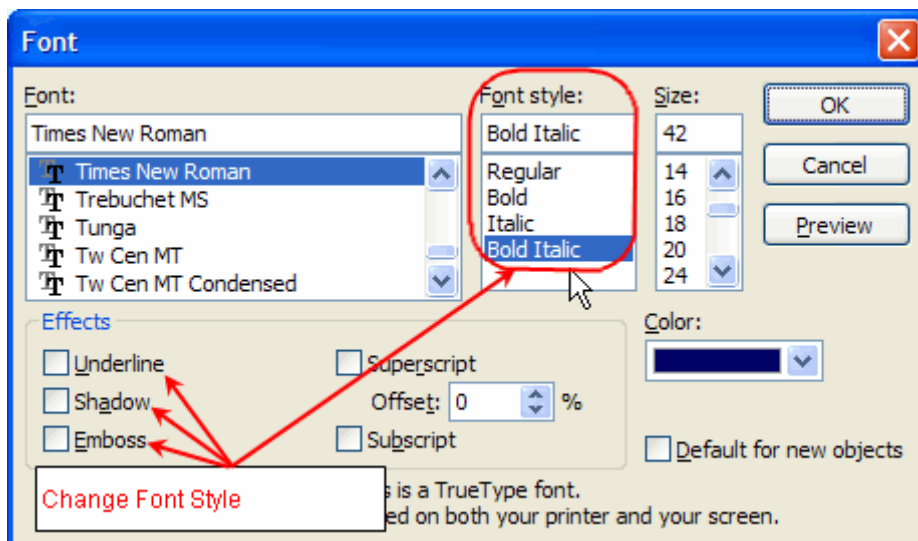 Font
Font: Font style: Size:
Times New Roman Bold Italic 42 OK
Times New Roman Regular 14 Cancel
Trebuchet MS Bold 16
Tunga Italic 18 Preview
Tw Cen MT Bold Italic 20
Tw Cen MT Condensed 24
Effects Color:
Underline Superscript
Shadow Offset: 0 %
Emboss Subscript Default for new objects
Change Font Style
is a TrueType font.
on both your printer and your screen.